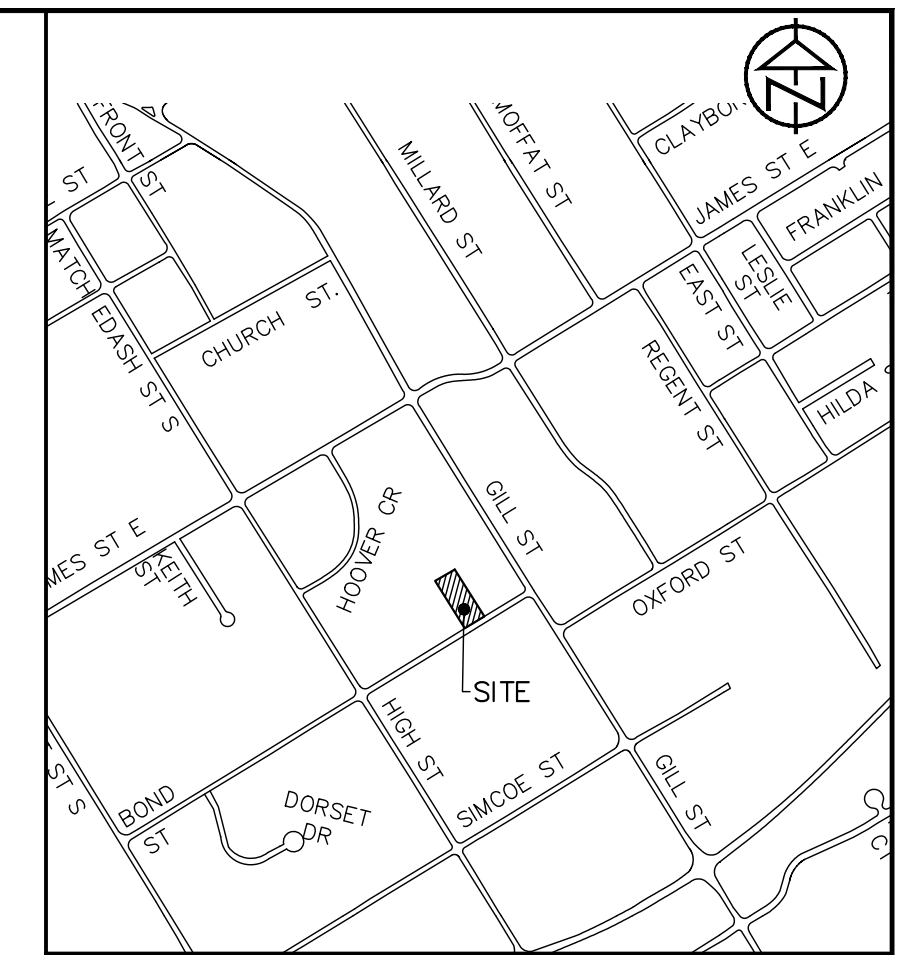 N
FRONT ST
ST
MATCH
EDASH ST S
CHURCH ST.
MILLARD ST
MOFFAT ST
JAMES ST E
FRANKLIN
LESLIE
ST
EAST ST
REGENT ST
HILDA
GILL ST
HOOVER CR
MES ST E
KEITH
ST
OXFORD ST
SITE
HIGH ST
SIMCOE ST
GILL ST
ST S
BOND
ST
DORSET
DR